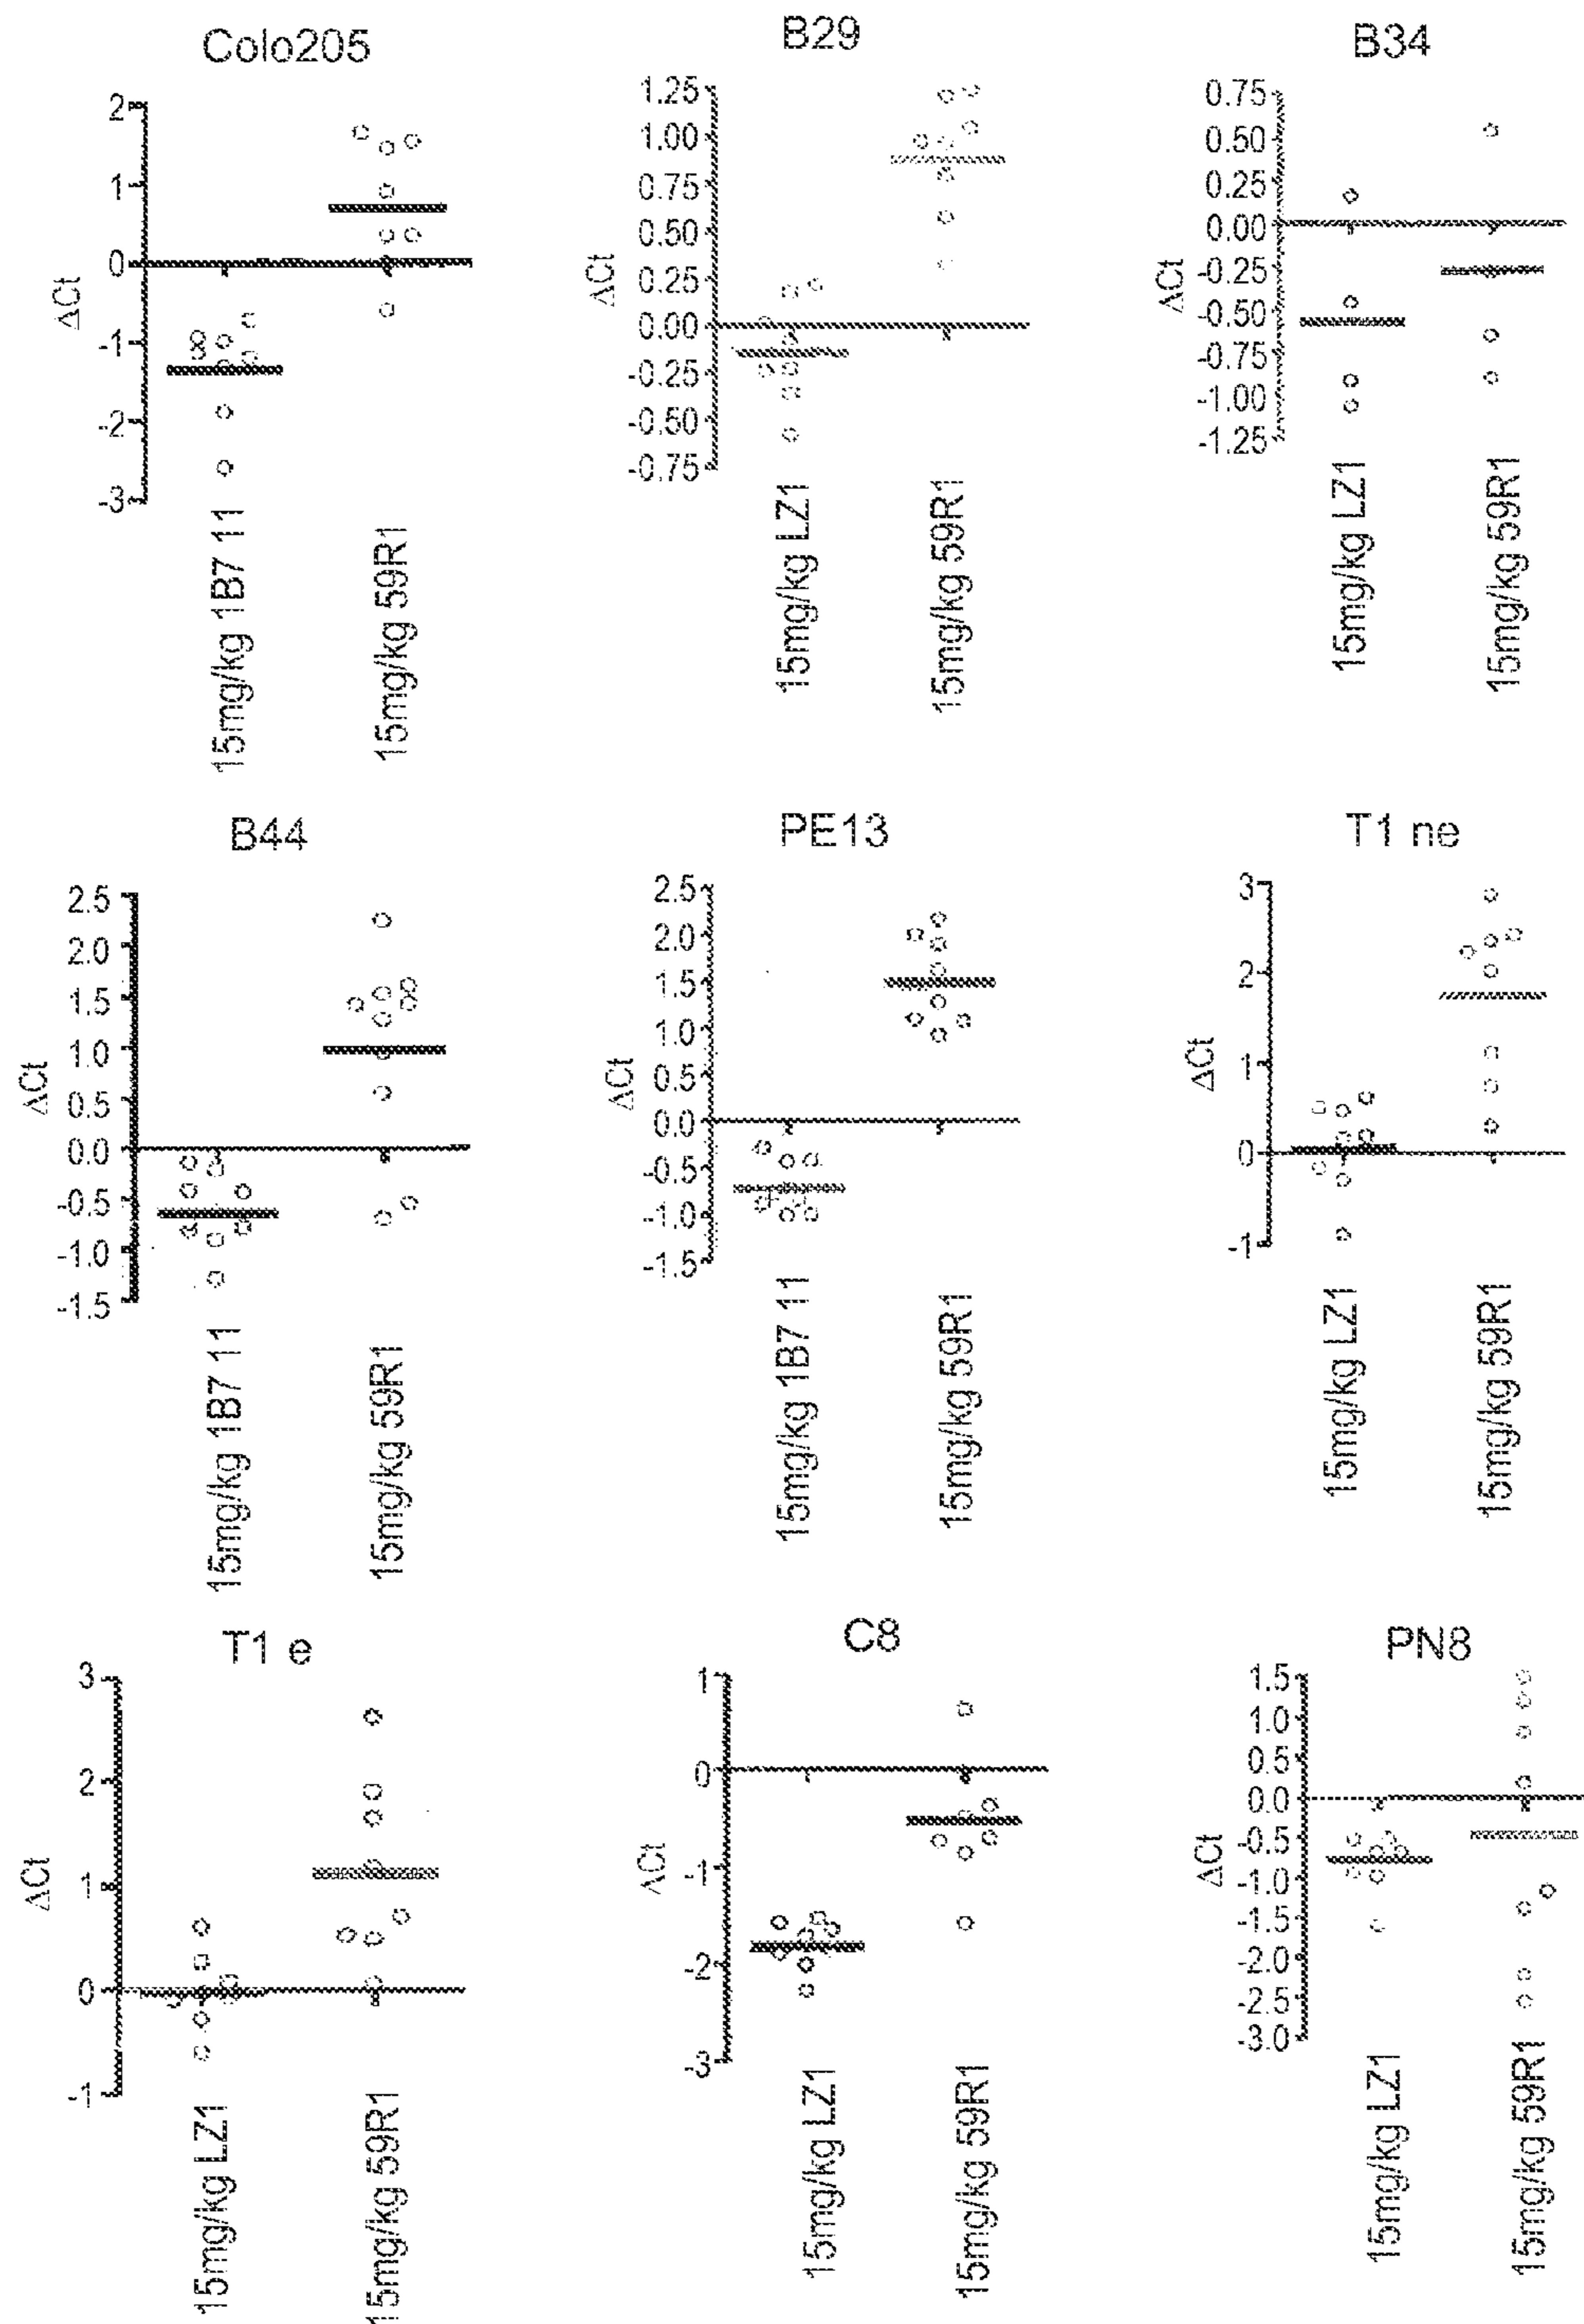 Colo205
2
1
0
-1
-2
-3
ΔCt
15mg/kg 1B7 11
15mg/kg 59R1
B29
1.25
1.00
0.75
0.50
0.25
0.00
-0.25
-0.50
-0.75
ΔCt
15mg/kg LZ1
15mg/kg 59R1
B34
0.75
0.50
0.25
0.00
-0.25
-0.50
-0.75
-1.00
-1.25
ΔCt
15mg/kg LZ1
15mg/kg 59R1
B44
2.5
2.0
1.5
1.0
0.5
0.0
-0.5
-1.0
-1.5
ΔCt
15mg/kg 1B7 11
15mg/kg 59R1
PE13
2.5
2.0
1.5
1.0
0.5
0.0
-0.5
-1.0
-1.5
ΔCt
15mg/kg 1B7 11
15mg/kg 59R1
T1 ne
3
2
1
0
-1
ΔCt
15mg/kg LZ1
15mg/kg 59R1
T1 e
3
2
1
0
-1
ΔCt
15mg/kg LZ1
15mg/kg 59R1
C8
1
0
-1
-2
-3
ΔCt
15mg/kg LZ1
15mg/kg 59R1
PN8
1.5
1.0
0.5
0.0
-0.5
-1.0
-1.5
-2.0
-2.5
-3.0
ΔCt
15mg/kg LZ1
15mg/kg 59R1